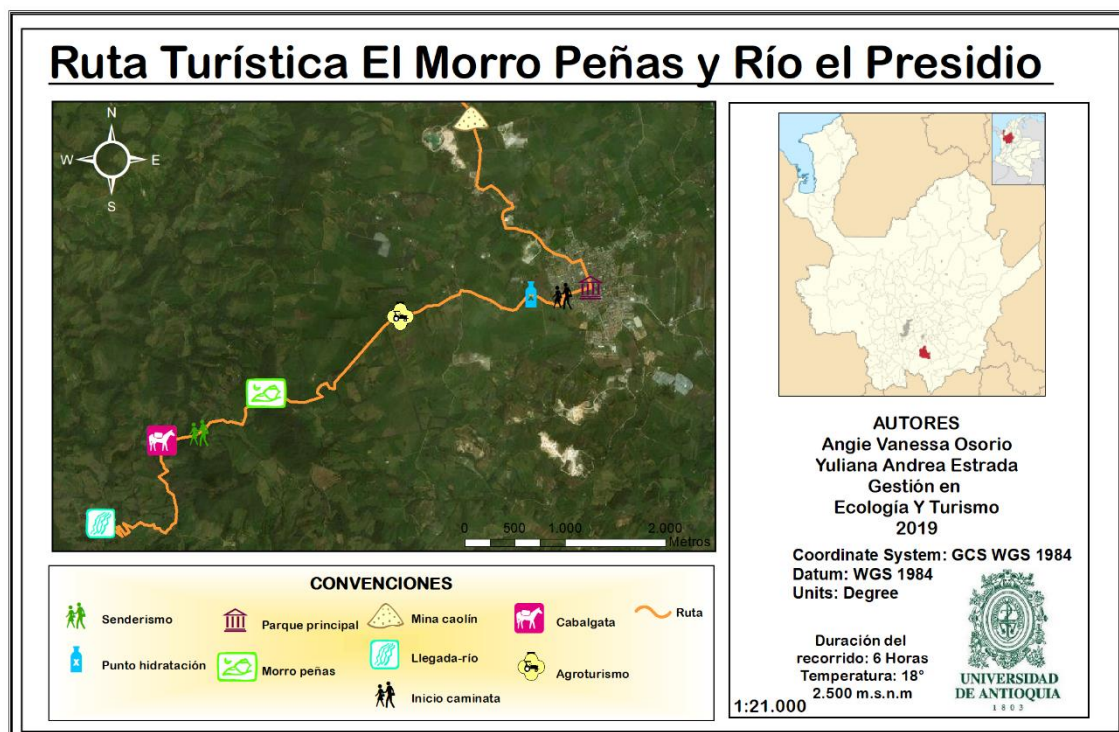 Ruta Turística El Morro Peñas y Río el Presidio
N
W
E
S
0 500 1.000 2.000
Metros
CONVENCIONES
Senderismo
Parque principal
Mina caolín
Cabalgata
Ruta
Punto hidratación
Morro peñas
Llegada-río
Agroturismo
Inicio caminata
AUTORES
Angie Vanessa Osorio
Yuliana Andrea Estrada
Gestión en
Ecología Y Turismo
2019
Coordinate System: GCS WGS 1984
Datum: WGS 1984
Units: Degree
Duración del
recorrido: 6 Horas
Temperatura: 18°
2.500 m.s.n.m
1:21.000
UNIVERSIDAD
DE ANTIOQUIA
1803